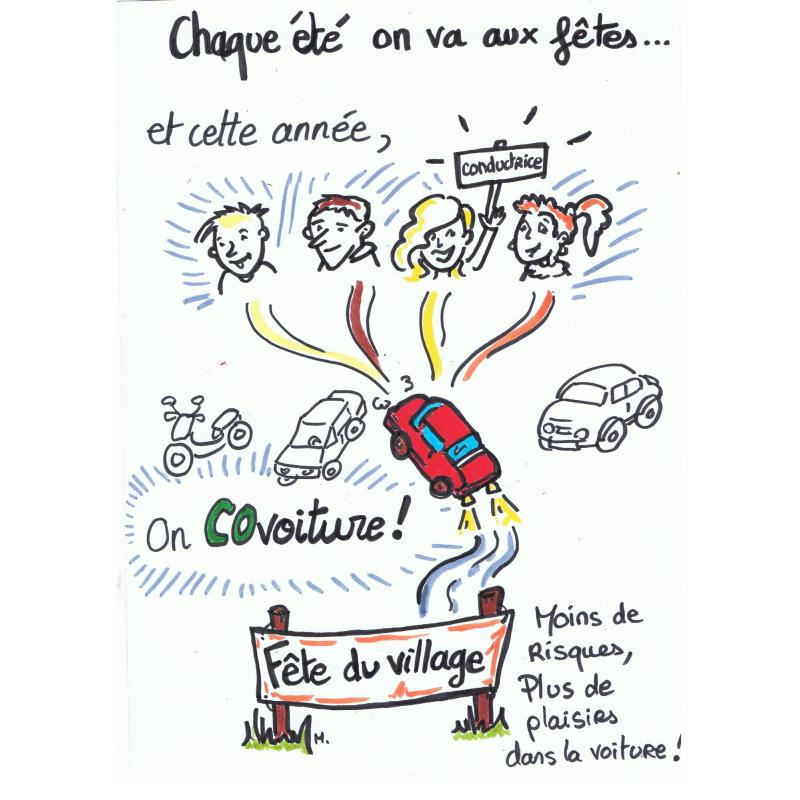 Chaque été on va aux fêtes...
et cette année,
conductrice
On COvoiture!
Fête du village
Moins de
Risques,
Plus de
plaisirs
dans la voiture!
H.